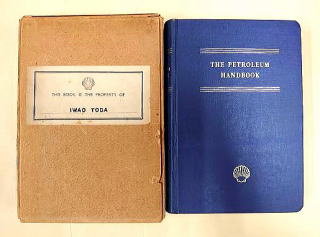 THIS BOOK IS THE PROPERTY OF
IWAO TODA
THE PETROLEUM
HANDBOOK